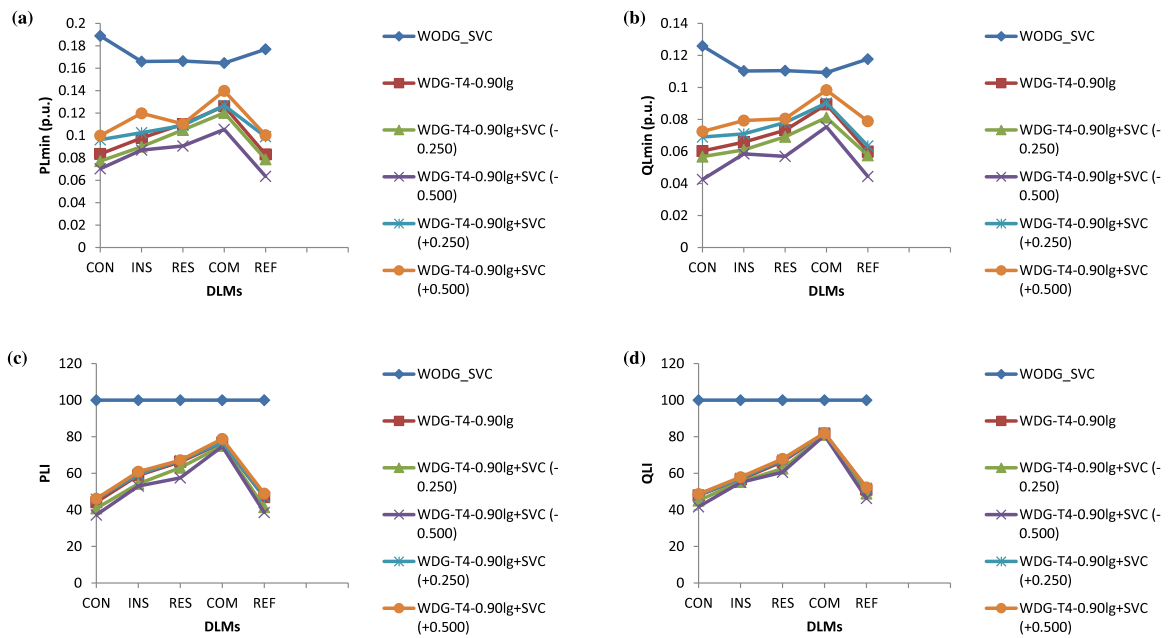 (a)
PLmin (p.u.)
0.2
0.18
0.16
0.14
0.12
0.1
0.08
0.06
0.04
0.02
0
CON INS RES COM REF
DLMs
WODG_SVC
WDG-T4-0.90lg
WDG-T4-0.90lg+SVC (-
0.250)
WDG-T4-0.90lg+SVC (-
0.500)
WDG-T4-0.90lg+SVC
(+0.250)
WDG-T4-0.90lg+SVC
(+0.500)
(b)
QLmin (p.u.)
0.14
0.12
0.1
0.08
0.06
0.04
0.02
0
CON INS RES COM REF
DLMs
WODG_SVC
WDG-T4-0.90lg
WDG-T4-0.90lg+SVC (-
0.250)
WDG-T4-0.90lg+SVC (-
0.500)
WDG-T4-0.90lg+SVC
(+0.250)
WDG-T4-0.90lg+SVC
(+0.500)
(c)
PLI
120
100
80
60
40
20
0
CON INS RES COM REF
DLMs
WODG_SVC
WDG-T4-0.90lg
WDG-T4-0.90lg+SVC (-
0.250)
WDG-T4-0.90lg+SVC (-
0.500)
WDG-T4-0.90lg+SVC
(+0.250)
WDG-T4-0.90lg+SVC
(+0.500)
(d)
QLI
120
100
80
60
40
20
0
CON INS RES COM REF
DLMs
WODG_SVC
WDG-T4-0.90lg
WDG-T4-0.90lg+SVC (-
0.250)
WDG-T4-0.90lg+SVC (-
0.500)
WDG-T4-0.90lg+SVC
(+0.250)
WDG-T4-0.90lg+SVC
(+0.500)